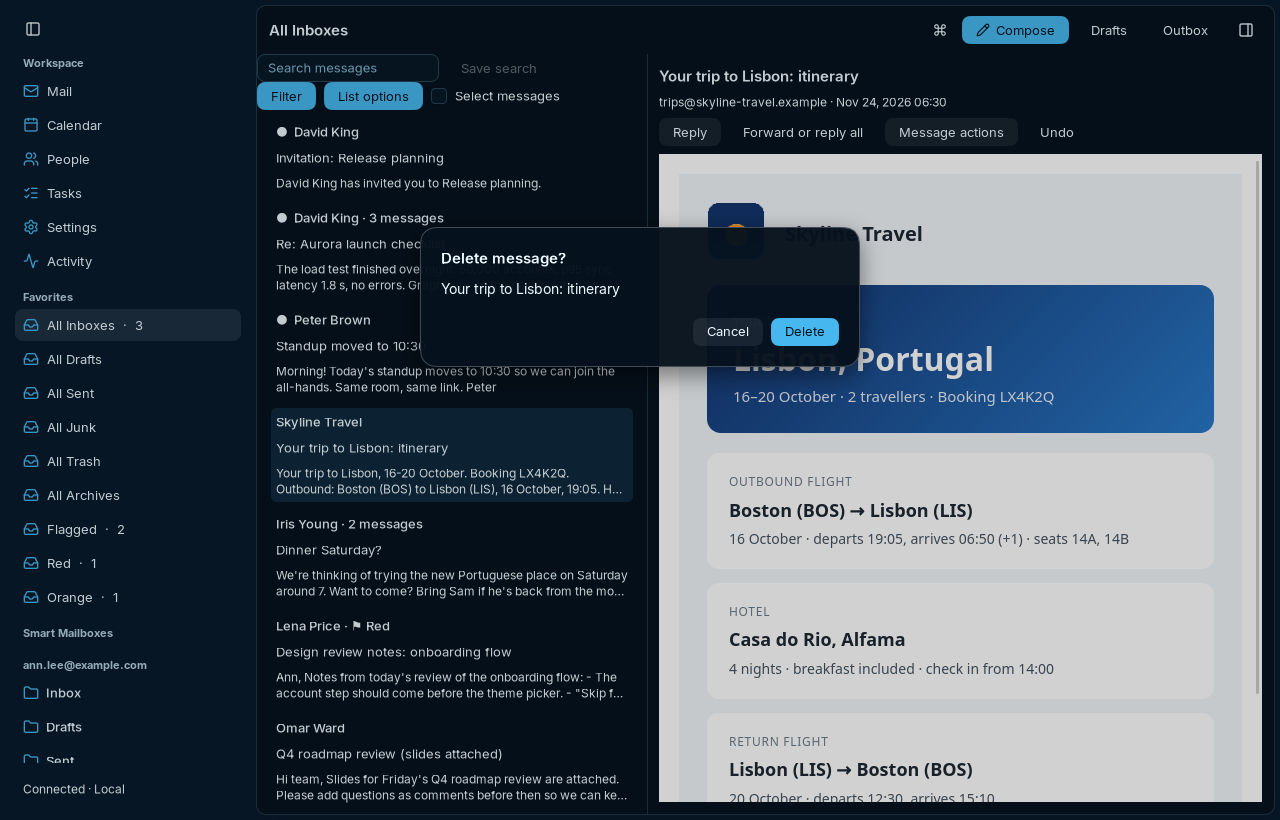 Workspace
Mail
Calendar
People
Tasks
Settings
Activity
Favorites
All Inboxes · 3
All Drafts
All Sent
All Junk
All Trash
All Archives
Flagged · 2
Red · 1
Orange · 1
Smart Mailboxes
ann.lee@example.com
Inbox
Drafts
Sent
Connected · Local
All Inboxes
⌘
Compose
Drafts
Outbox
Search messages
Save search
Filter
List options
Select messages
David King
Invitation: Release planning
David King has invited you to Release planning.
David King · 3 messages
Re: Aurora launch checklist
The load test finished overnight:
latency 1.8 s, no errors.
Peter Brown
Standup moved to 10:30
Morning! Today's standup moves to 10:30 so we can join the
all-hands. Same room, same link. Peter
Skyline Travel
Your trip to Lisbon: itinerary
Your trip to Lisbon, 16-20 October. Booking LX4K2Q.
Outbound: Boston (BOS) to Lisbon (LIS), 16 October, 19:05. H...
Iris Young · 2 messages
Dinner Saturday?
We're thinking of trying the new Portuguese place on Saturday
around 7. Want to come? Bring Sam if he's back from the mo...
Lena Price · ⚑ Red
Design review notes: onboarding flow
Ann, Notes from today's review of the onboarding flow: - The
account step should come before the theme picker. - "Skip f...
Omar Ward
Q4 roadmap review (slides attached)
Hi team, Slides for Friday's Q4 roadmap review are attached.
Please add questions as comments before then so we can ke...
Your trip to Lisbon: itinerary
trips@skyline-travel.example · Nov 24, 2026 06:30
Reply
Forward or reply all
Message actions
Undo
Skyline Travel
Lisbon, Portugal
16–20 October · 2 travellers · Booking LX4K2Q
OUTBOUND FLIGHT
Boston (BOS) → Lisbon (LIS)
16 October · departs 19:05, arrives 06:50 (+1) · seats 14A, 14B
HOTEL
Casa do Rio, Alfama
4 nights · breakfast included · check in from 14:00
RETURN FLIGHT
Lisbon (LIS) → Boston (BOS)
20 October · departs 12:30, arrives 15:10
Delete message?
Your trip to Lisbon: itinerary
Cancel
Delete